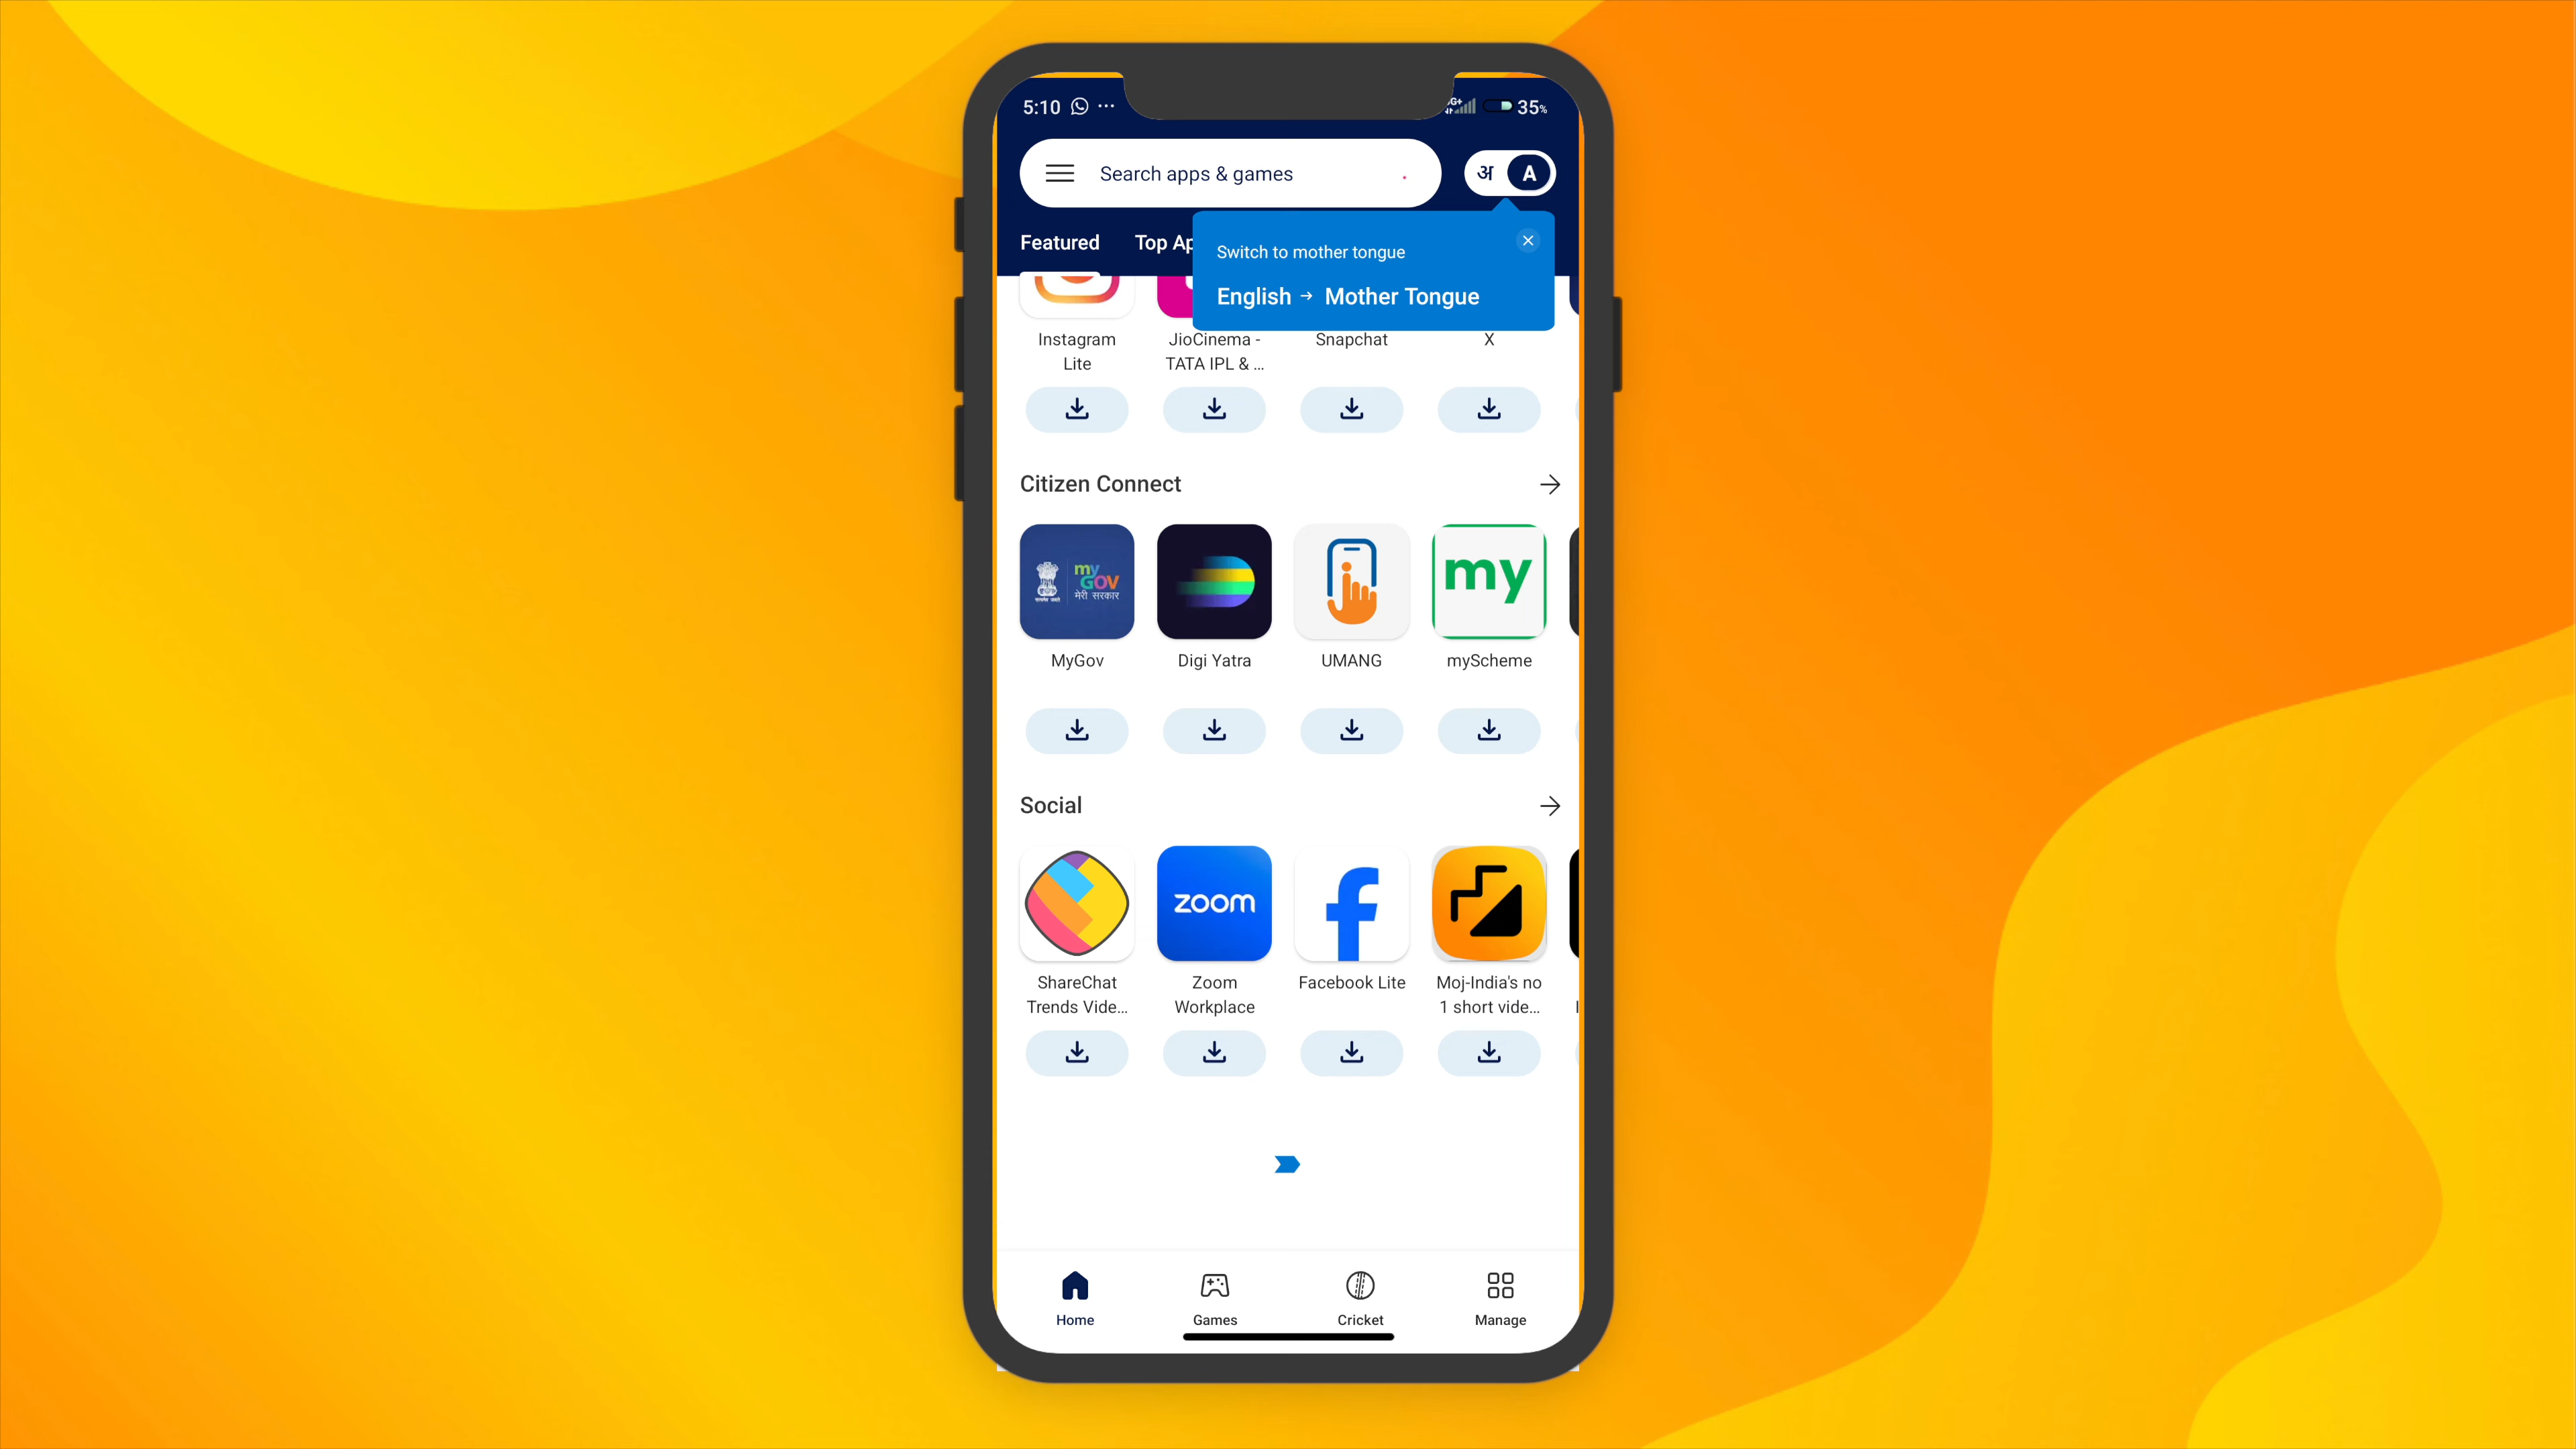 5:10
35%
Search apps & games
अ A
Featured
Top Ap
Switch to mother tongue
English → Mother Tongue
Instagram
Lite
JioCinema -
TATA IPL & ...
Snapchat
X
Citizen Connect
my
GOV
मेरी सरकार
my
MyGov
Digi Yatra
UMANG
myScheme
Social
zoom
ShareChat
Trends Vide...
Zoom
Workplace
Facebook Lite
Moj-India's no
1 short vide...
Home
Games
Cricket
Manage